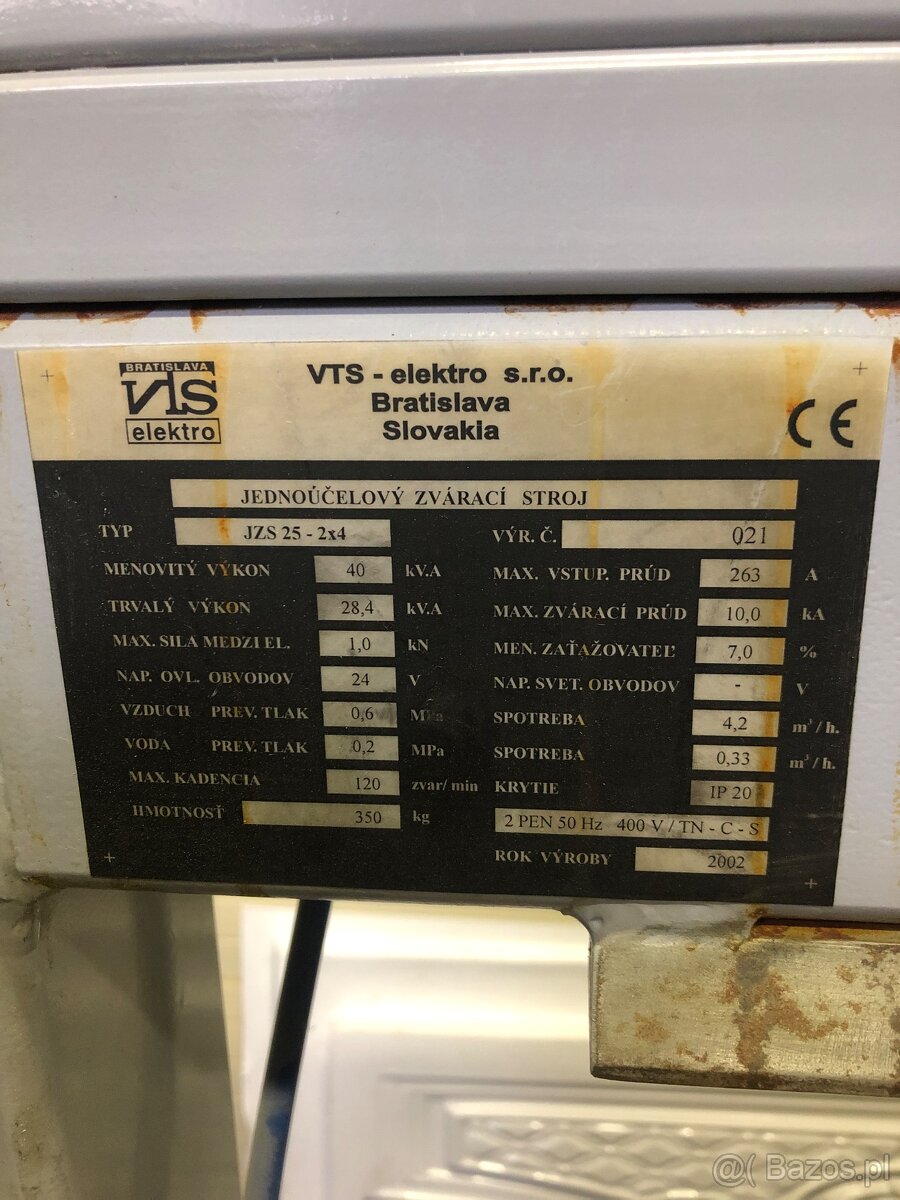 BRATISLAVA
VTS
elektro
VTS - elektro s.r.o.
Bratislava
Slovakia
CE
JEDNOÚČELOVÝ ZVÁRACÍ STROJ
TYP JZS 25 - 2x4 VÝR. Č. 021
MENOVITÝ VÝKON 40 kV.A MAX. VSTUP. PRÚD 263 A
TRVALÝ VÝKON 28,4 kV.A MAX. ZVÁRACÍ PRÚD 10,0 kA
MAX. SILA MEDZI EL. 1,0 kN MEN. ZAŤAŽOVATEĽ 7,0 %
NAP. OVL. OBVODOV 24 V NAP. SVET. OBVODOV - V
VZDUCH PREV. TLAK 0,6 MPa SPOTREBA 4,2 m³/h.
VODA PREV. TLAK 0,2 MPa SPOTREBA 0,33 m³/h.
MAX. KADENCIA 120 zvar/ min KRYTIE IP 20
HMOTNOSŤ 350 kg 2 PEN 50 Hz 400 V / TN - C - S
ROK VÝROBY 2002
@( Bazos.pl